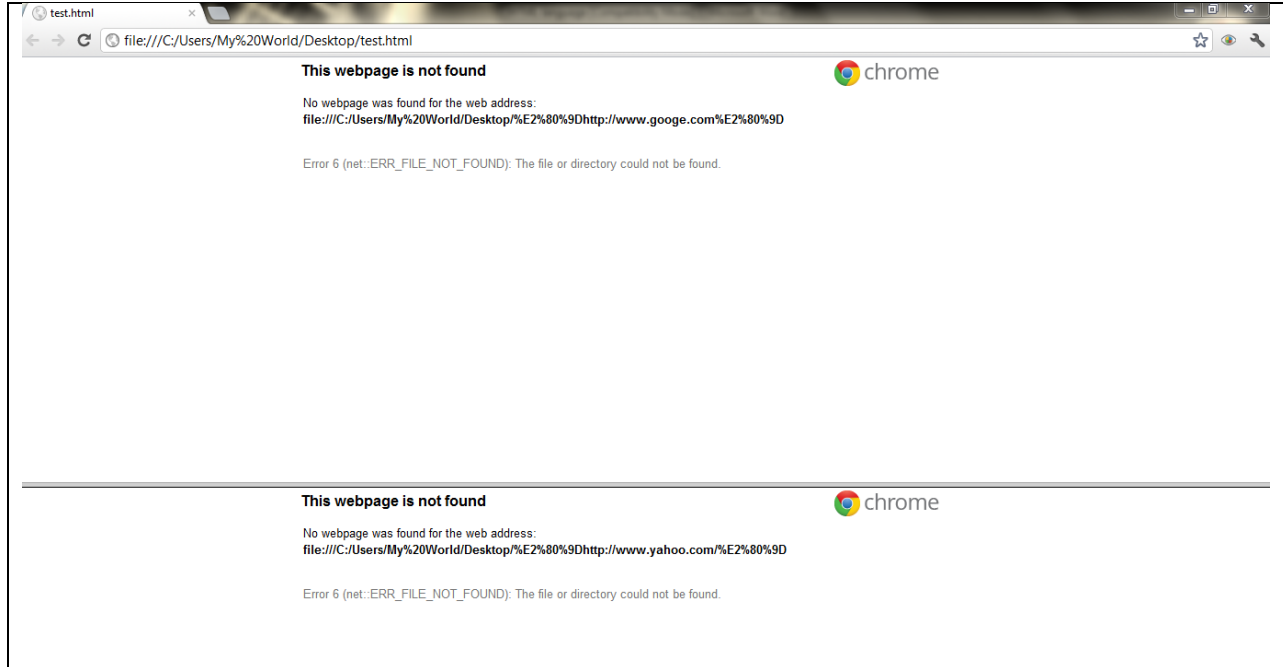 test.html
file:///C:/Users/My%20World/Desktop/test.html
This webpage is not found
chrome
No webpage was found for the web address:
file:///C:/Users/My%20World/Desktop/%E2%80%9Dhttp://www.googe.com%E2%80%9D
Error 6 (net::ERR_FILE_NOT_FOUND): The file or directory could not be found.
This webpage is not found
chrome
No webpage was found for the web address:
file:///C:/Users/My%20World/Desktop/%E2%80%9Dhttp://www.yahoo.com/%E2%80%9D
Error 6 (net::ERR_FILE_NOT_FOUND): The file or directory could not be found.